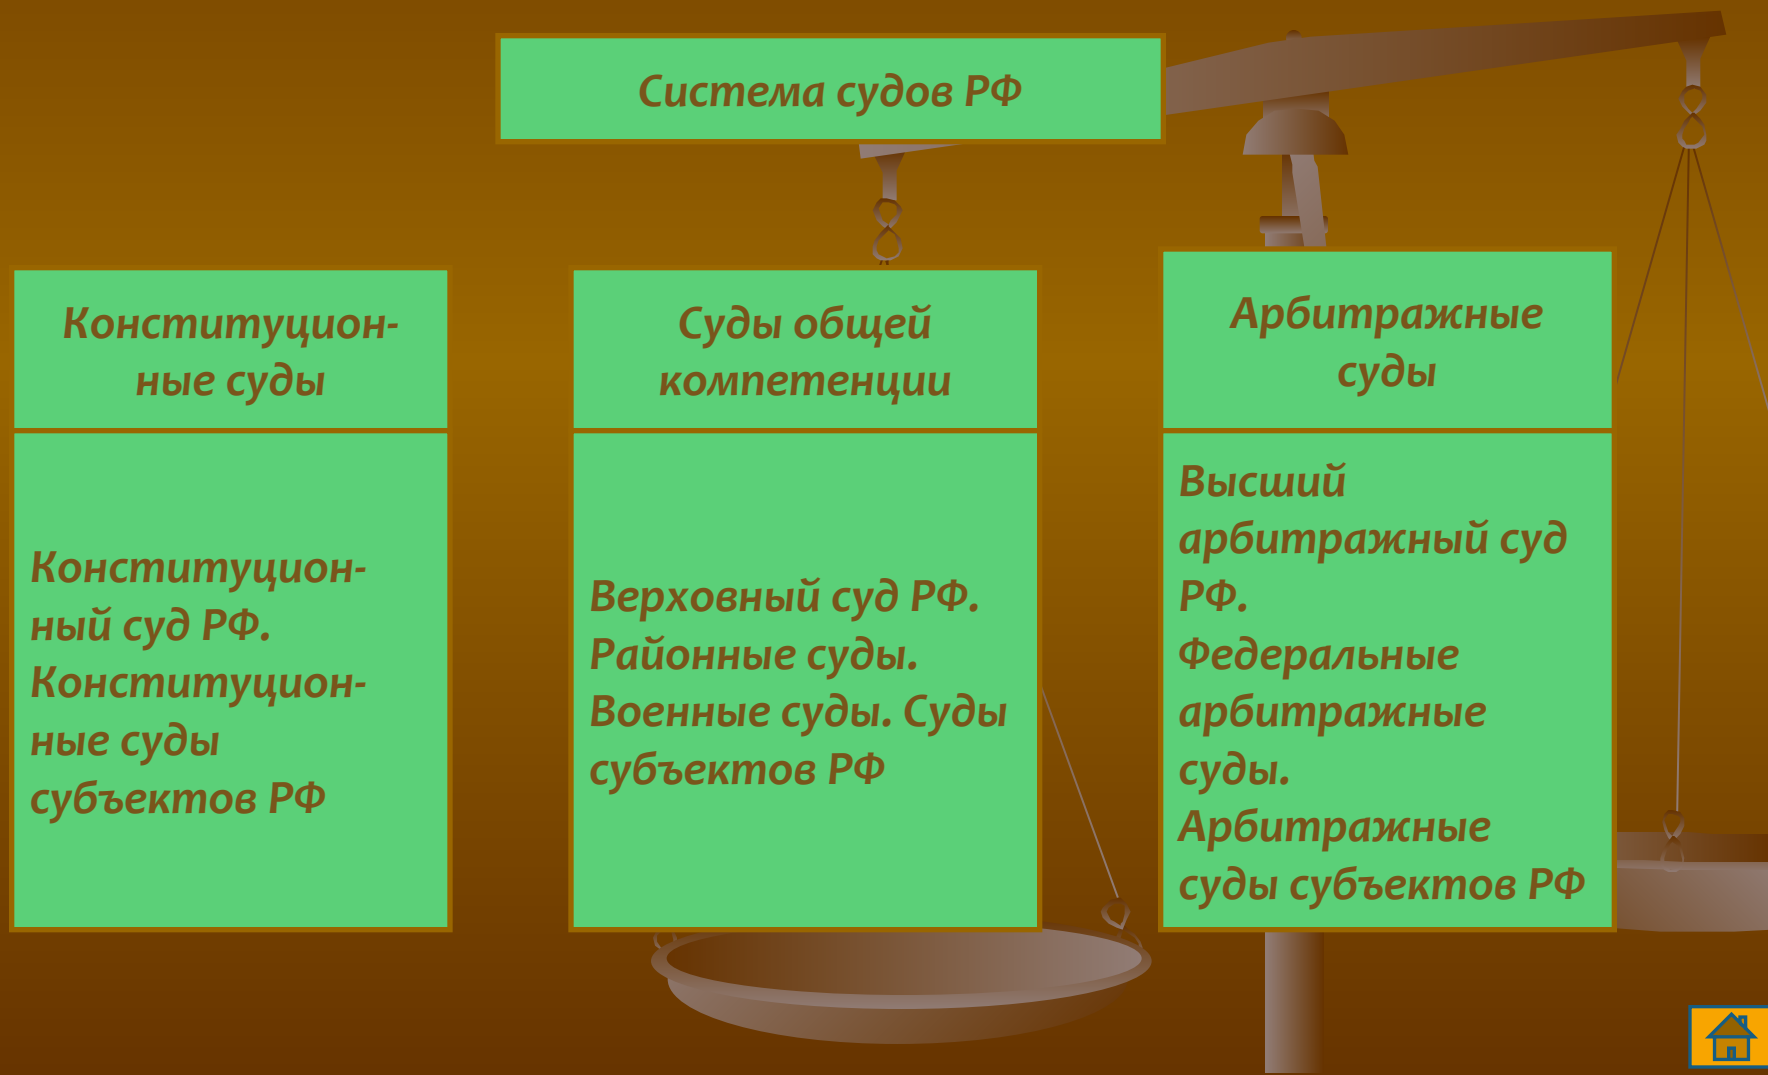 Система судов РФ
Конституцион-
ные суды
Суды общей
компетенции
Арбитражные
суды
Конституцион-
ный суд РФ.
Конституцион-
ные суды
субъектов РФ
Верховный суд РФ.
Районные суды.
Военные суды. Суды
субъектов РФ
Высший
арбитражный суд
РФ.
Федеральные
арбитражные
суды.
Арбитражные
суды субъектов РФ